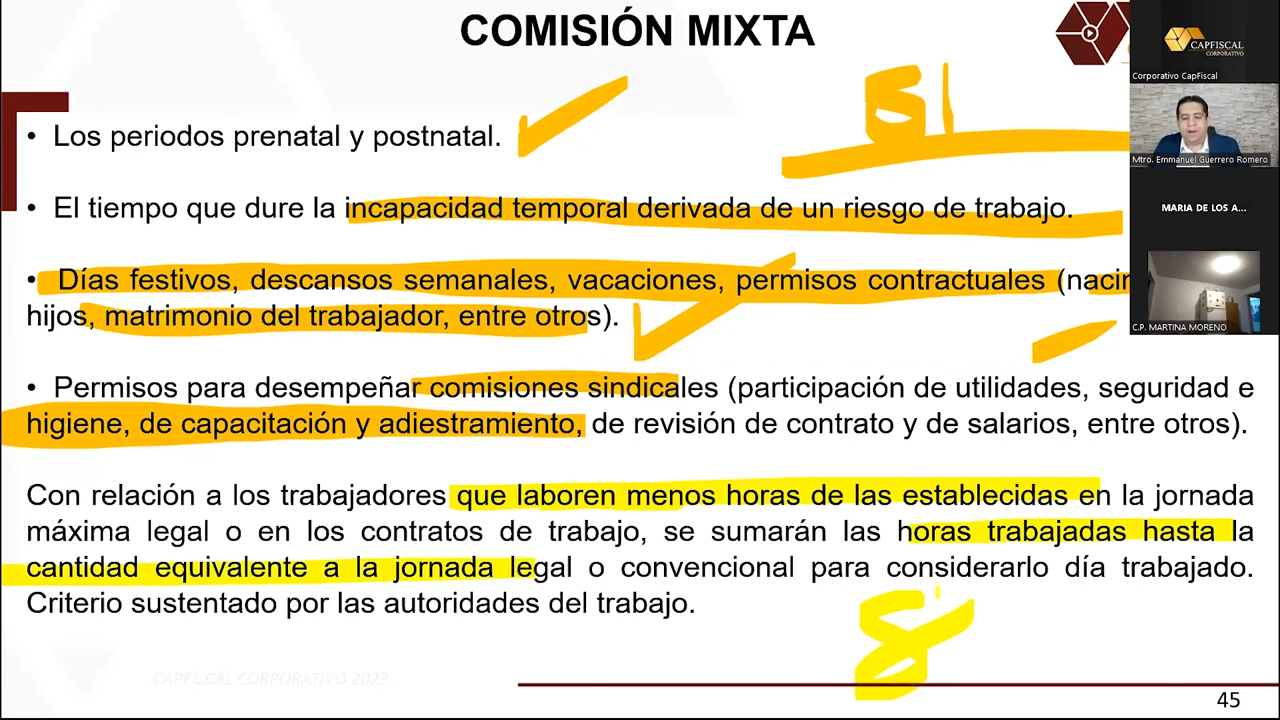 COMISIÓN MIXTA
• Los periodos prenatal y postnatal.
• El tiempo que dure la incapacidad temporal derivada de un riesgo de trabajo.
• Días festivos, descansos semanales, vacaciones, permisos contractuales (nacim
hijos, matrimonio del trabajador, entre otros).
• Permisos para desempeñar comisiones sindicales (participación de utilidades, seguridad e
higiene, de capacitación y adiestramiento, de revisión de contrato y de salarios, entre otros).
Con relación a los trabajadores que laboren menos horas de las establecidas en la jornada
máxima legal o en los contratos de trabajo, se sumarán las horas trabajadas hasta la
cantidad equivalente a la jornada legal o convencional para considerarlo día trabajado.
Criterio sustentado por las autoridades del trabajo.
8
CAPFISCAL CORPORATIVO 2023
45
CAPFISCAL
CORPORATIVO
Corporativo CapFiscal
Mtro. Emmanuel Guerrero Romero
MARIA DE LOS A...
C.P. MARTINA MORENO